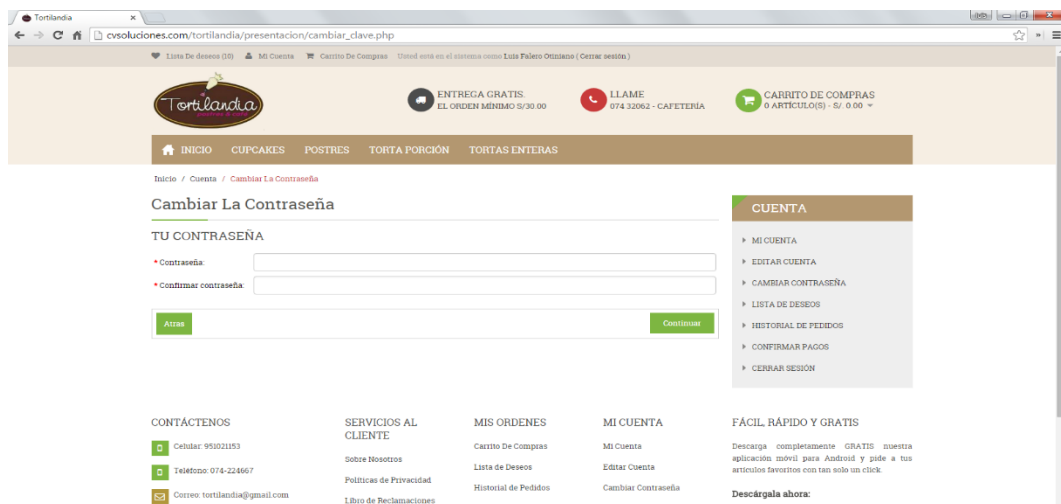 Tortilandia
cvsoluciones.com/tortilandia/presentacion/cambiar_clave.php
Lista De deseos (10) Mi Cuenta Carrito De Compras Usted está en el sistema como Luis Falero Otiniano ( Cerrar sesión )
Tortilandia
ENTREGA GRATIS.
EL ORDEN MÍNIMO S/30.00
LLAME
074 32062 - CAFETERÍA
CARRITO DE COMPRAS
0 ARTÍCULO(S) - S/. 0.00
INICIO CUPCAKES POSTRES TORTA PORCIÓN TORTAS ENTERAS
Inicio / Cuenta / Cambiar La Contraseña
Cambiar La Contraseña
TU CONTRASEÑA
* Contraseña:
* Confirmar contraseña:
Atras
Continuar
CUENTA
MI CUENTA
EDITAR CUENTA
CAMBIAR CONTRASEÑA
LISTA DE DESEOS
HISTORIAL DE PEDIDOS
CONFIRMAR PAGOS
CERRAR SESIÓN
CONTÁCTENOS
Celular: 951021153
Teléfono: 074-224667
Correo: tortilandia@gmail.com
SERVICIOS AL
CLIENTE
Sobre Nosotros
Políticas de Privacidad
Libro de Reclamaciones
MIS ORDENES
Carrito De Compras
Lista de Deseos
Historial de Pedidos
MI CUENTA
Mi Cuenta
Editar Cuenta
Cambiar Contraseña
FÁCIL, RÁPIDO Y GRATIS
Descarga completamente GRATIS nuestra
aplicación móvil para Android y pide a tus
artículos favoritos con tan solo un click.
Descárgala ahora: